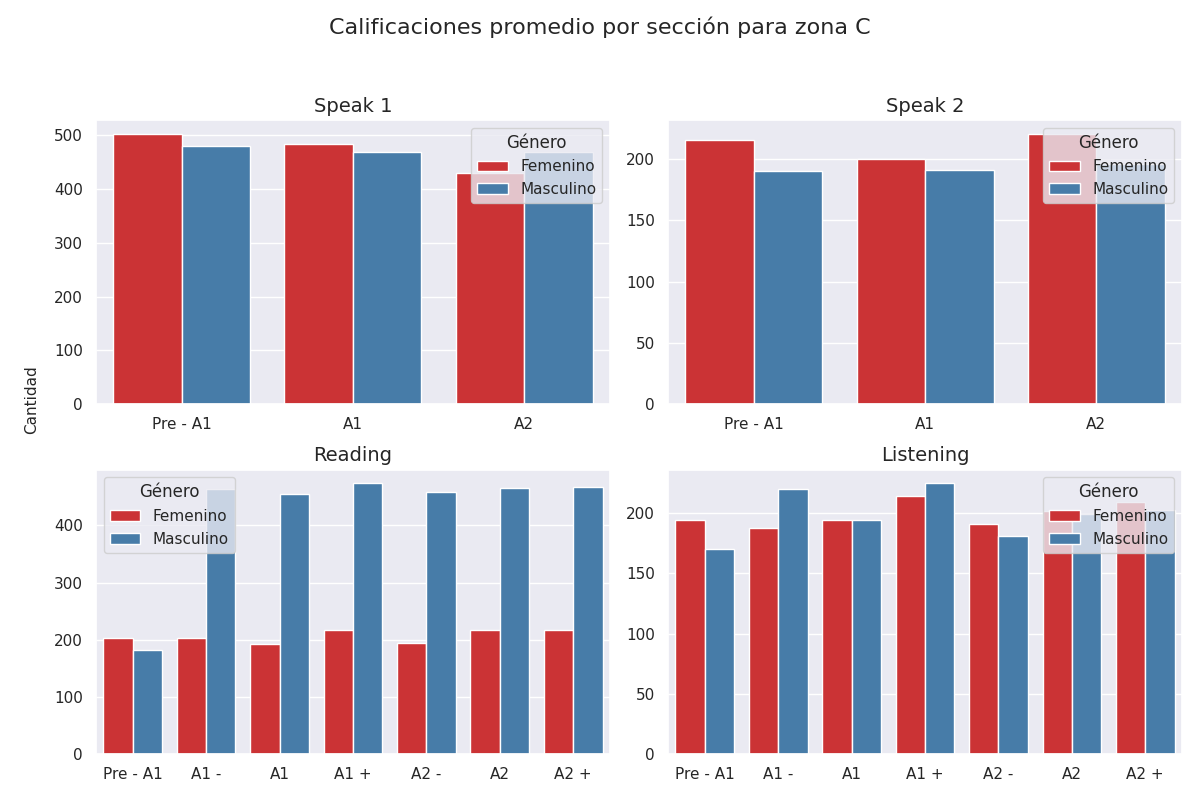 Calificaciones promedio por sección para zona C
Speak 1
500
400
300
200
100
0
Género
Femenino
Masculino
Pre - A1 A1 A2
Speak 2
200
150
100
50
0
Género
Femenino
Masculino
Pre - A1 A1 A2
Cantidad
Reading
400
300
200
100
0
Género
Femenino
Masculino
Pre - A1 A1 - A1 A1 + A2 - A2 A2 +
Listening
200
150
100
50
0
Género
Femenino
Masculino
Pre - A1 A1 - A1 A1 + A2 - A2 A2 +